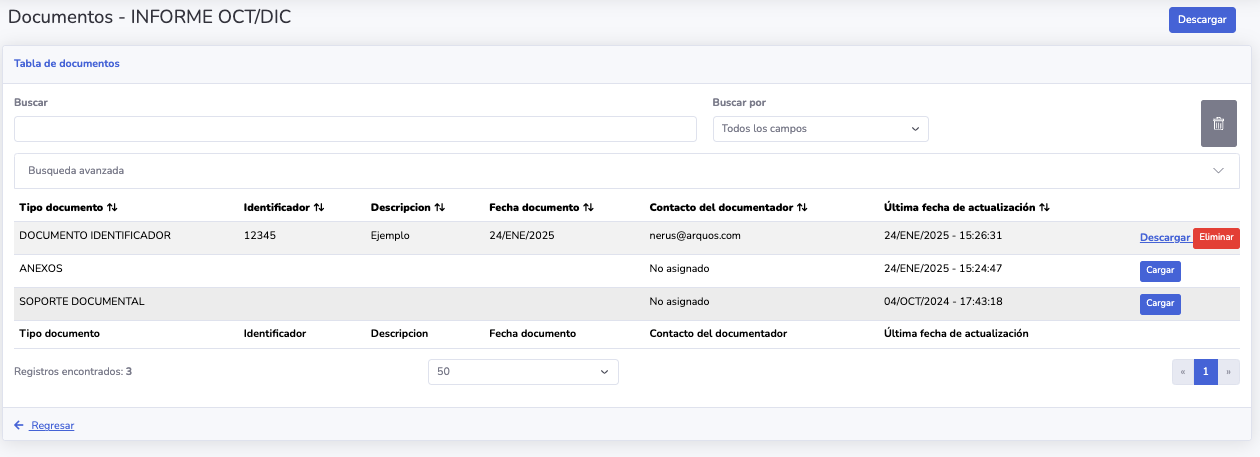 Documentos - INFORME OCT/DIC
Descargar
Tabla de documentos
Buscar
Buscar por
Todos los campos
Busqueda avanzada
Tipo documento Identificador Descripcion Fecha documento Contacto del documentador Última fecha de actualización
DOCUMENTO IDENTIFICADOR 12345 Ejemplo 24/ENE/2025 nerus@arquos.com 24/ENE/2025 - 15:26:31 Descargar Eliminar
ANEXOS No asignado 24/ENE/2025 - 15:24:47 Cargar
SOPORTE DOCUMENTAL No asignado 04/OCT/2024 - 17:43:18 Cargar
Tipo documento Identificador Descripcion Fecha documento Contacto del documentador Última fecha de actualización
Registros encontrados: 3 50 « 1 »
Regresar